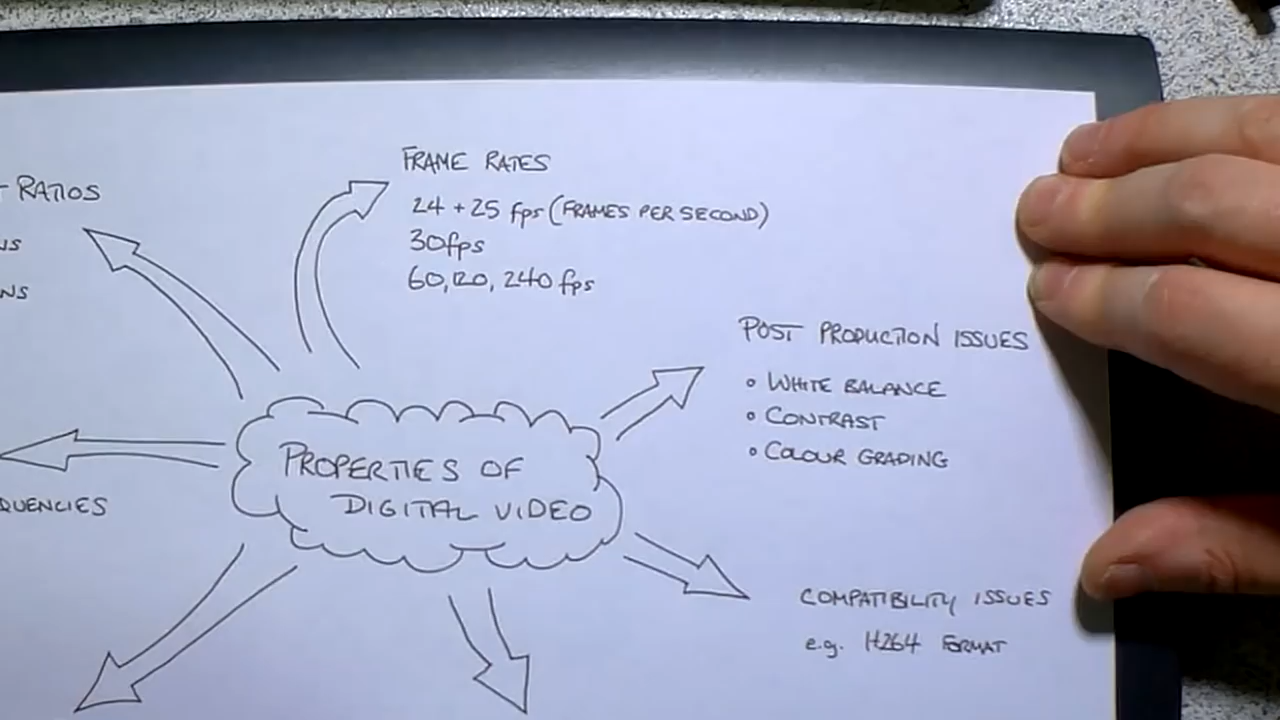 FRAME RATES
24 + 25 fps (FRAMES PER SECOND)
30fps
60, 120, 240 fps
RATIOS
POST PRODUCTION ISSUES
• WHITE BALANCE
• CONTRAST
• COLOUR GRADING
PROPERTIES OF
DIGITAL VIDEO
COMPATIBILITY ISSUES
e.g. H264 FORMAT